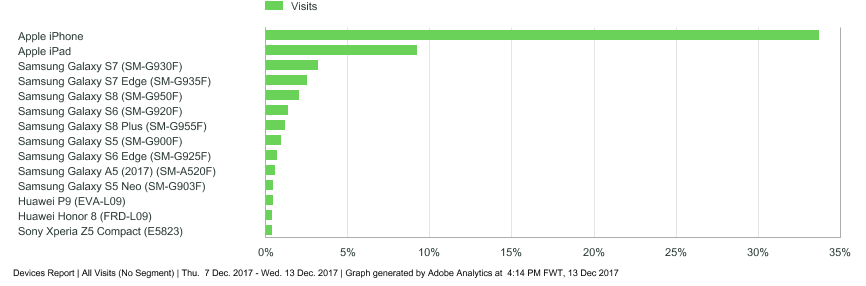 Visits
Apple iPhone
Apple iPad
Samsung Galaxy S7 (SM-G930F)
Samsung Galaxy S7 Edge (SM-G935F)
Samsung Galaxy S8 (SM-G950F)
Samsung Galaxy S6 (SM-G920F)
Samsung Galaxy S8 Plus (SM-G955F)
Samsung Galaxy S5 (SM-G900F)
Samsung Galaxy S6 Edge (SM-G925F)
Samsung Galaxy A5 (2017) (SM-A520F)
Samsung Galaxy S5 Neo (SM-G903F)
Huawei P9 (EVA-L09)
Huawei Honor 8 (FRD-L09)
Sony Xperia Z5 Compact (E5823)
0% 5% 10% 15% 20% 25% 30% 35%
Devices Report | All Visits (No Segment) | Thu. 7 Dec. 2017 - Wed. 13 Dec. 2017 | Graph generated by Adobe Analytics at 4:14 PM FWT, 13 Dec 2017